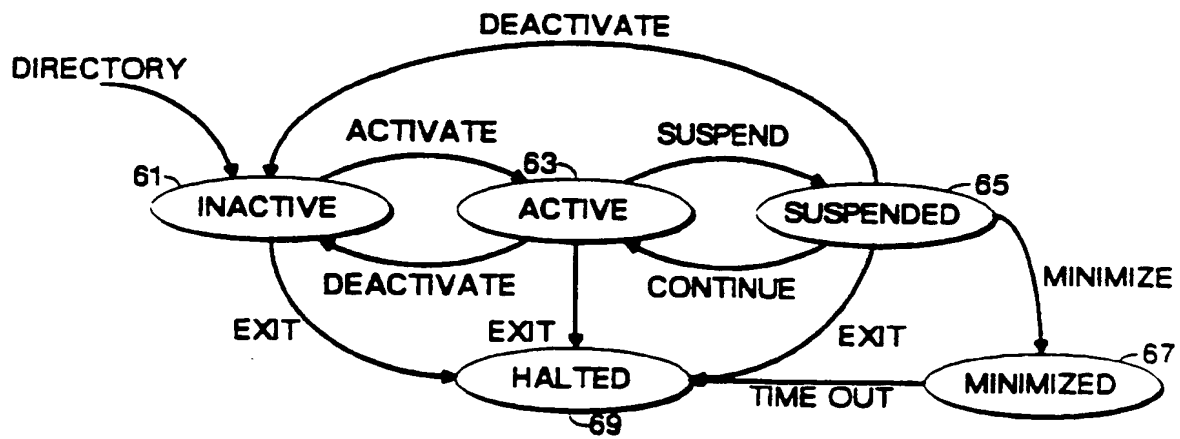 DEACTIVATE
DIRECTORY
ACTIVATE
SUSPEND
61
63
65
INACTIVE
ACTIVE
SUSPENDED
DEACTIVATE
CONTINUE
MINIMIZE
EXIT
EXIT
EXIT
67
HALTED
TIME OUT
MINIMIZED
69